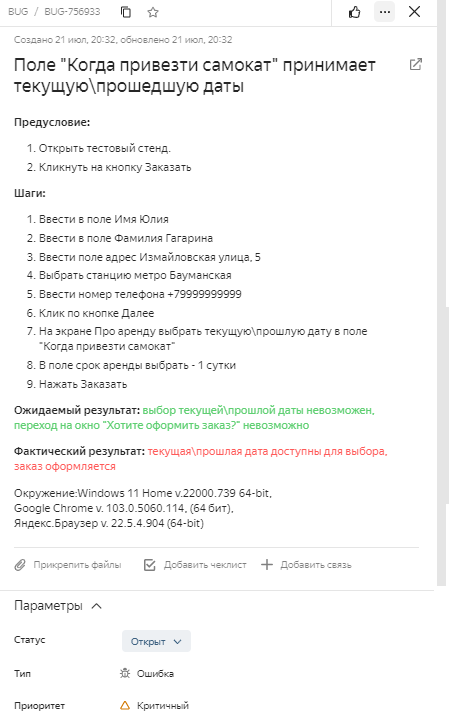 BUG / BUG-756933
Создано 21 июл, 20:32, обновлено 21 июл, 20:32
Поле "Когда привезти самокат" принимает
текущую\прошедшую даты
Предусловие:
1. Открыть тестовый стенд.
2. Кликнуть на кнопку Заказать
Шаги:
1. Ввести в поле Имя Юлия
2. Ввести в поле Фамилия Гагарина
3. Ввести поле адрес Измайловская улица, 5
4. Выбрать станцию метро Бауманская
5. Ввести номер телефона +79999999999
6. Клик по кнопке Далее
7. На экране Про аренду выбрать текущую\прошлую дату в поле
"Когда привезти самокат"
8. В поле срок аренды выбрать - 1 сутки
9. Нажать Заказать
Ожидаемый результат: выбор текущей\прошлой даты невозможен,
переход на окно "Хотите оформить заказ?" невозможно
Фактический результат: текущая\прошлая дата доступны для выбора,
заказ оформляется
Окружение:Windows 11 Home v.22000.739 64-bit,
Google Chrome v. 103.0.5060.114, (64 бит),
Яндекс.Браузер v. 22.5.4.904 (64-bit)
Прикрепить файлы Добавить чеклист Добавить связь
Параметры
Статус Открыт
Тип Ошибка
Приоритет Критичный